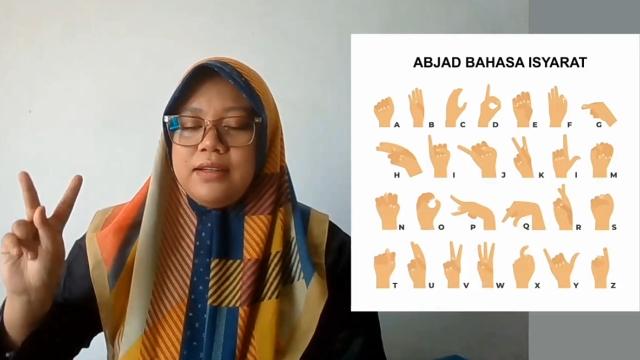 ABJAD BAHASA ISYARAT
A B C D E F G
H I J K L M
N O P Q R S
T U V W X Y Z